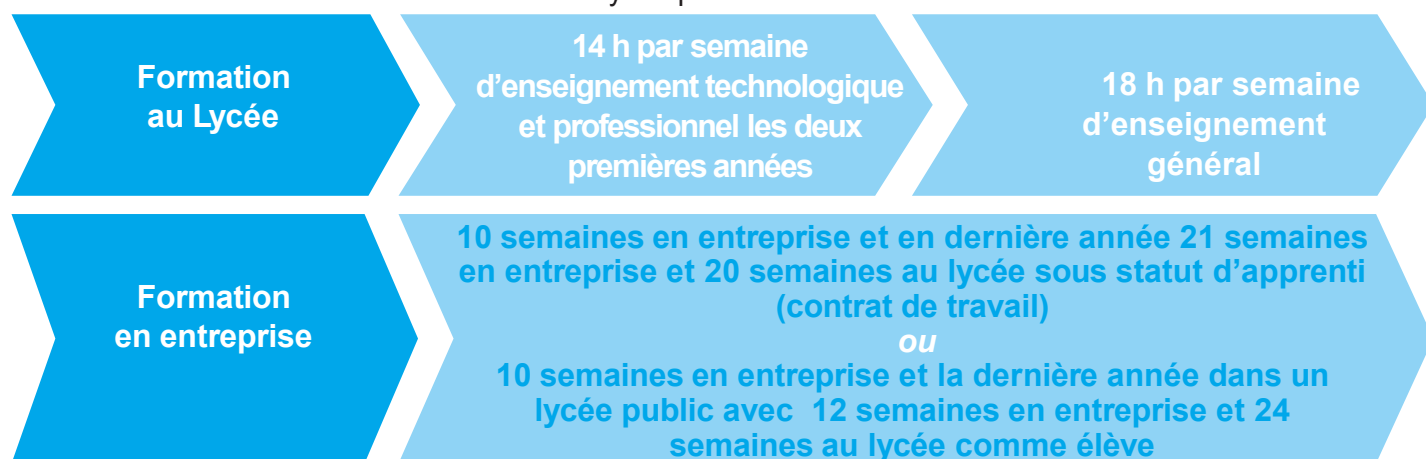 Formation
au Lycée
14 h par semaine
d’enseignement technologique
et professionnel les deux
premières années
18 h par semaine
d’enseignement
général
Formation
en entreprise
10 semaines en entreprise et en dernière année 21 semaines
en entreprise et 20 semaines au lycée sous statut d’apprenti
(contrat de travail)
ou
10 semaines en entreprise et la dernière année dans un
lycée public avec 12 semaines en entreprise et 24
semaines au lycée comme élève